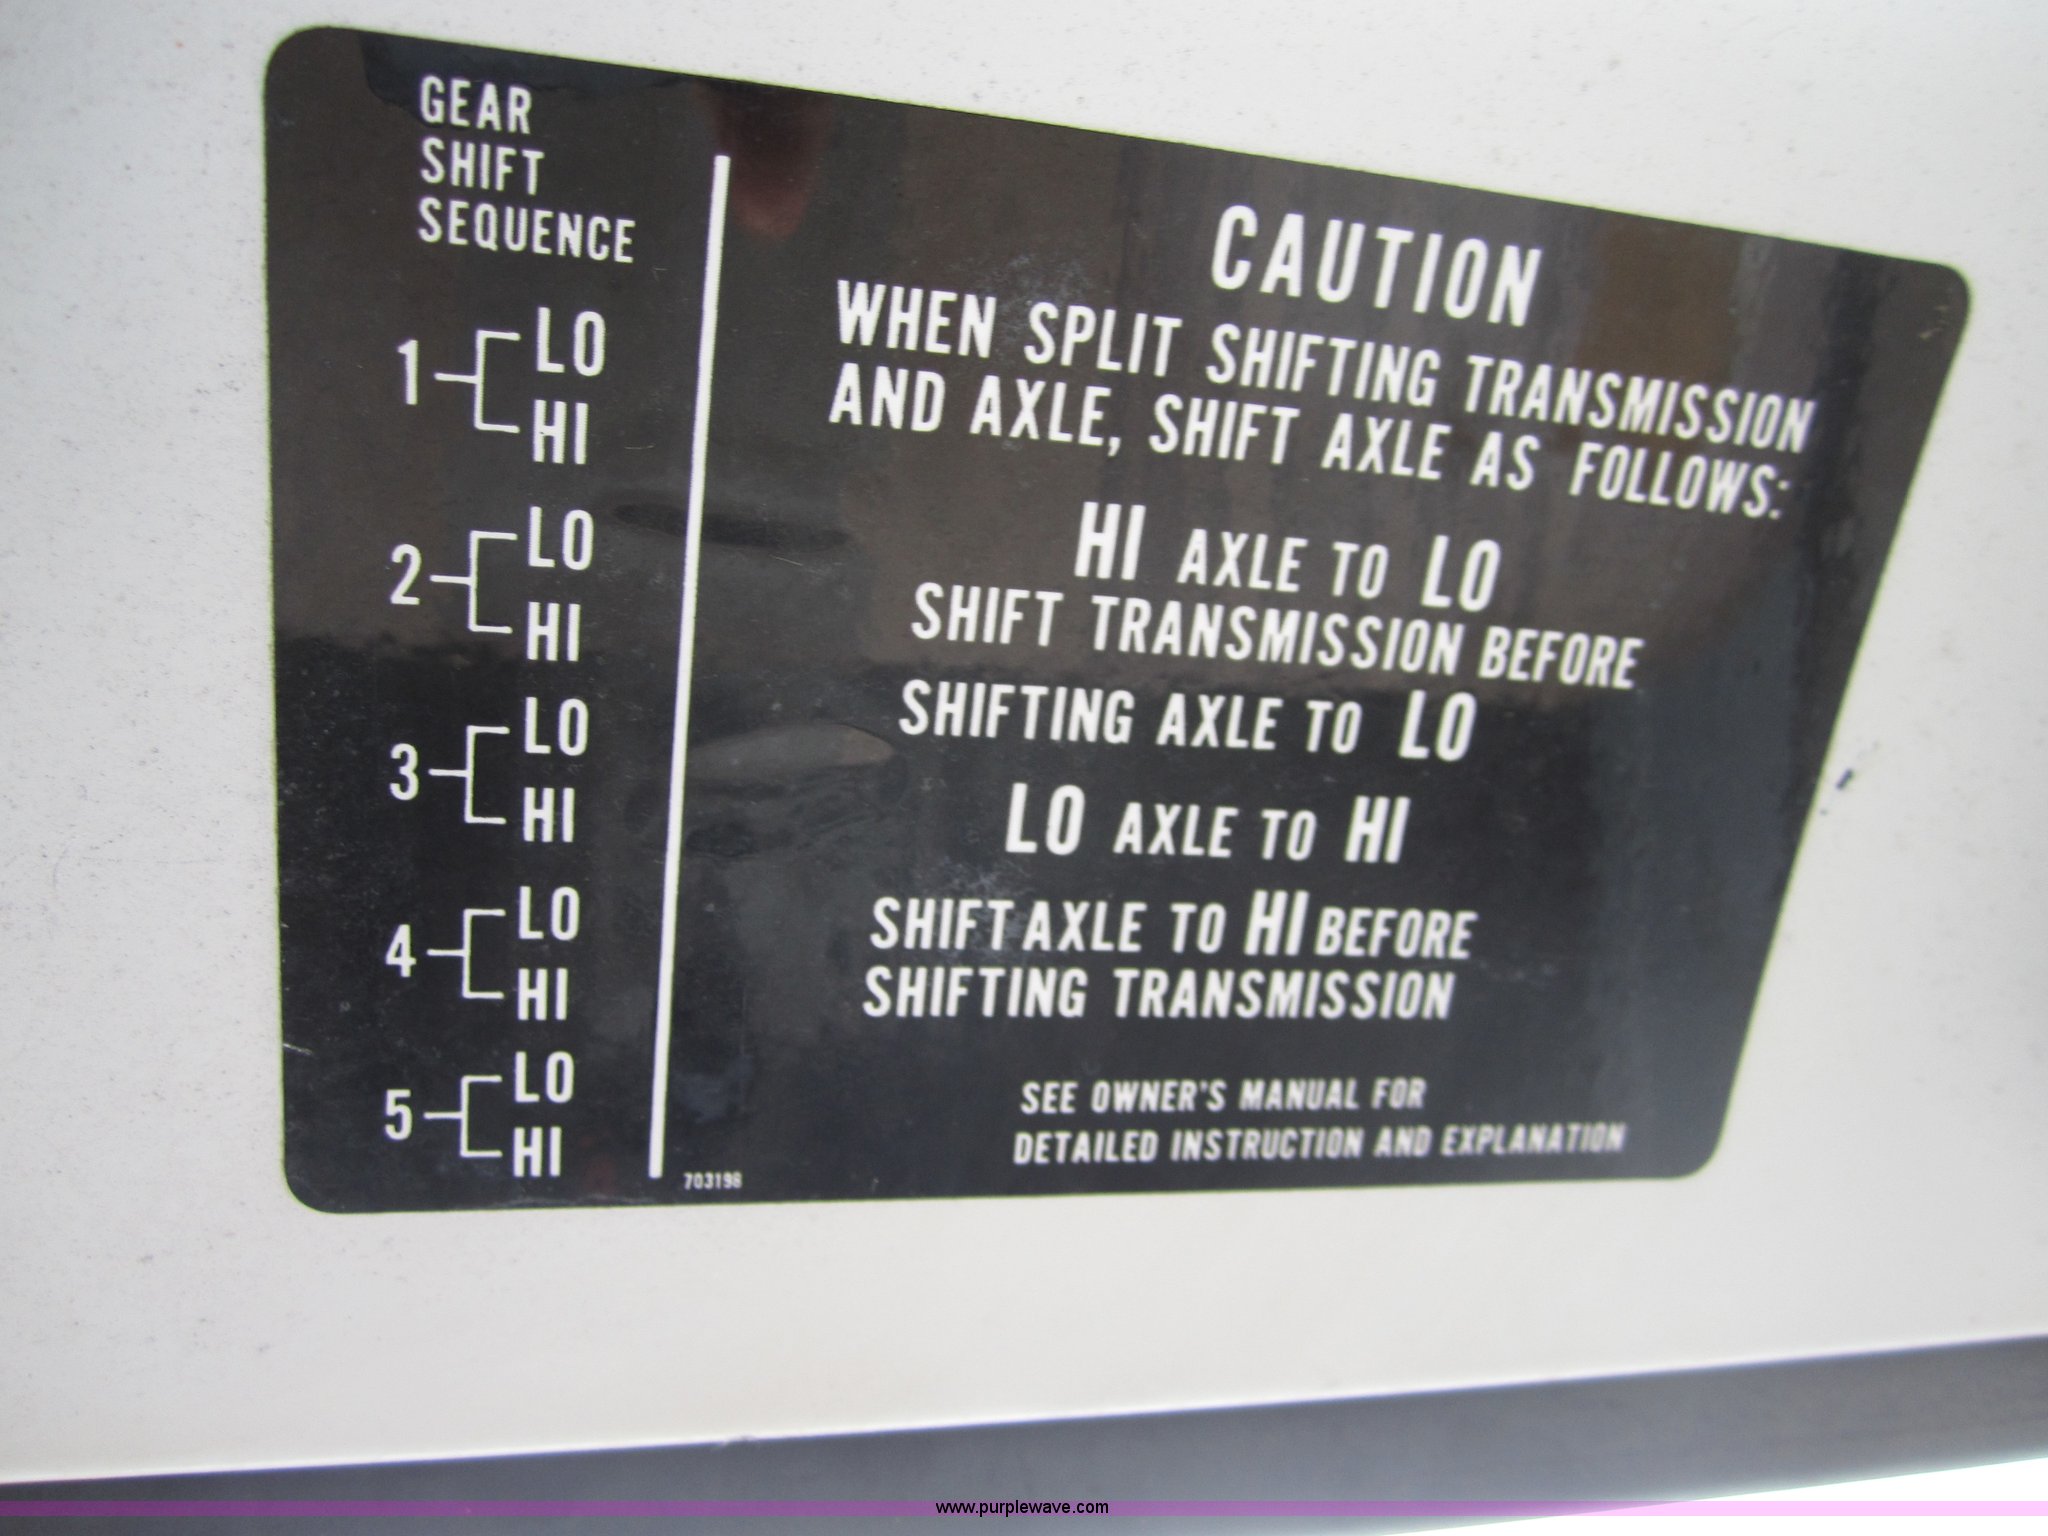 GEAR
SHIFT
SEQUENCE
1 LO
HI
2 LO
HI
3 LO
HI
4 LO
HI
5 LO
HI
CAUTION
WHEN SPLIT SHIFTING TRANSMISSION
AND AXLE, SHIFT AXLE AS FOLLOWS:
HI AXLE TO LO
SHIFT TRANSMISSION BEFORE
SHIFTING AXLE TO LO
LO AXLE TO HI
SHIFT AXLE TO HI BEFORE
SHIFTING TRANSMISSION
SEE OWNER'S MANUAL FOR
DETAILED INSTRUCTION AND EXPLANATION
703198
www.purplewave.com